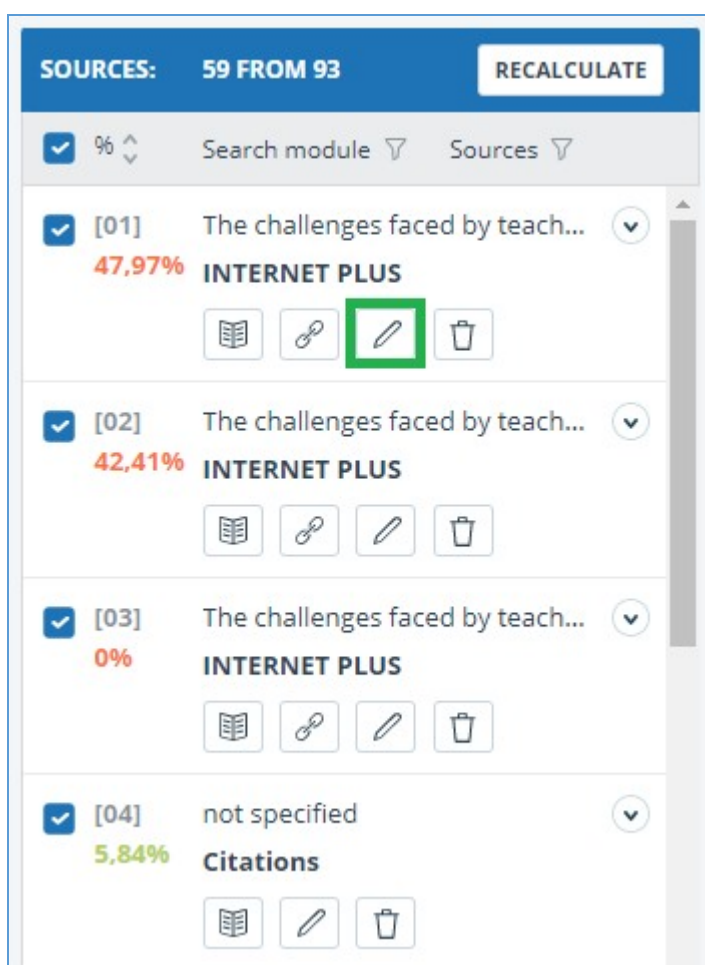 SOURCES: 59 FROM 93 RECALCULATE
% Search module Sources
[01] The challenges faced by teach...
47,97% INTERNET PLUS
[02] The challenges faced by teach...
42,41% INTERNET PLUS
[03] The challenges faced by teach...
0% INTERNET PLUS
[04] not specified
5,84% Citations